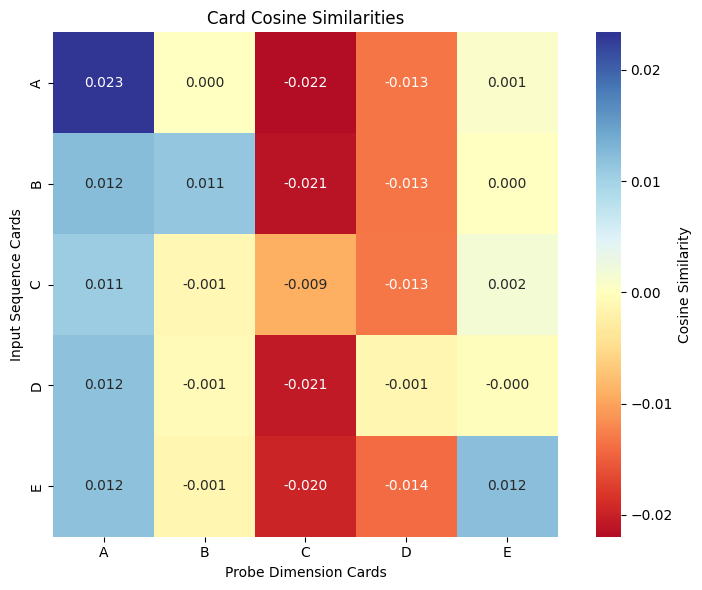 Card Cosine Similarities
Input Sequence Cards
A 0.023 0.000 -0.022 -0.013 0.001
B 0.012 0.011 -0.021 -0.013 0.000
C 0.011 -0.001 -0.009 -0.013 0.002
D 0.012 -0.001 -0.021 -0.001 -0.000
E 0.012 -0.001 -0.020 -0.014 0.012
A B C D E
Probe Dimension Cards
0.02
0.01
0.00
−0.01
−0.02
Cosine Similarity